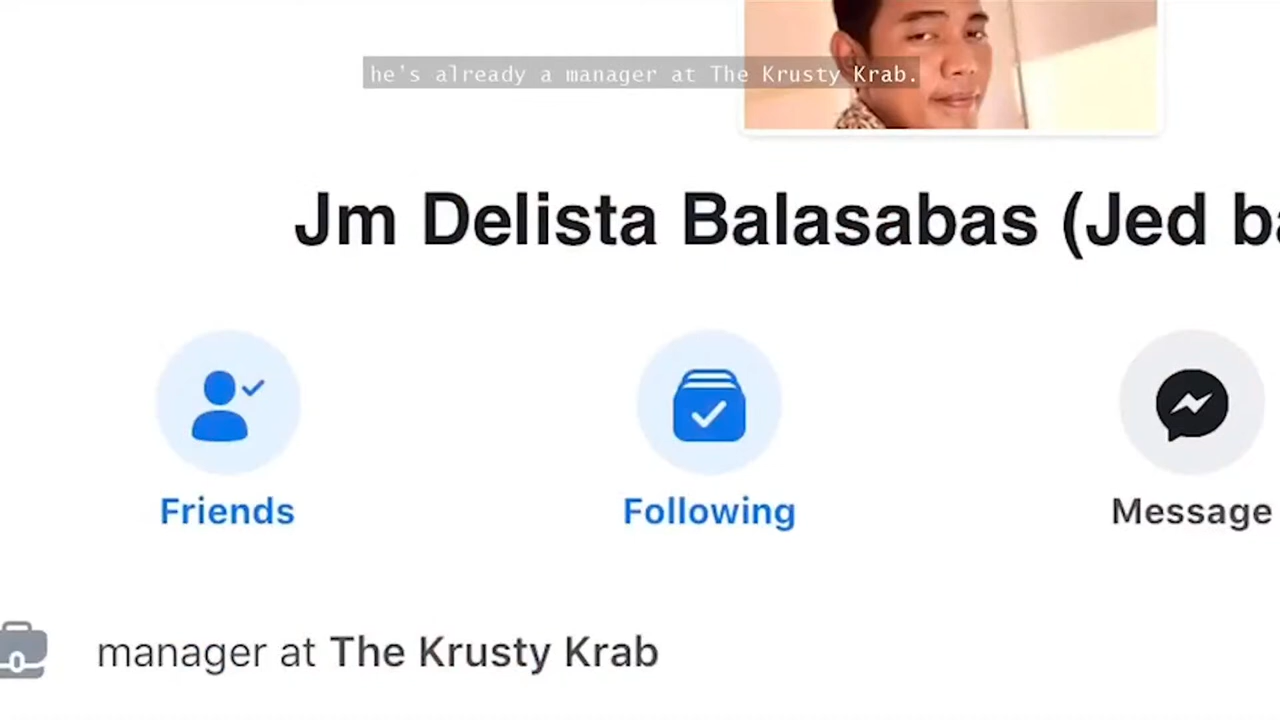 he's already a manager at The Krusty Krab.
Jm Delista Balasabas (Jed ba
Friends
Following
Message
manager at The Krusty Krab